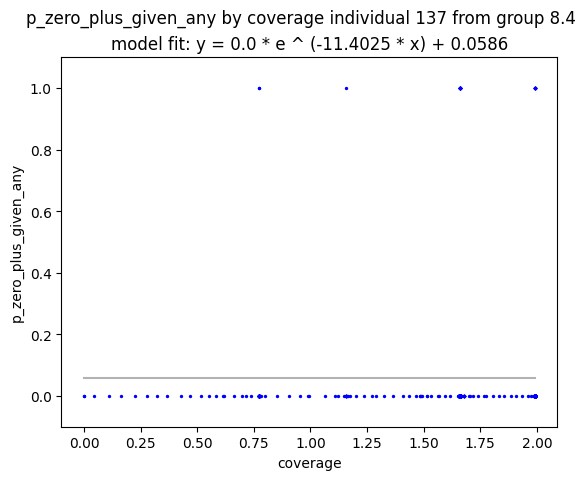 p_zero_plus_given_any by coverage individual 137 from group 8.4
model fit: y = 0.0 * e ^ (-11.4025 * x) + 0.0586
1.0
0.8
0.6
0.4
0.2
0.0
p_zero_plus_given_any
0.00 0.25 0.50 0.75 1.00 1.25 1.50 1.75 2.00
coverage